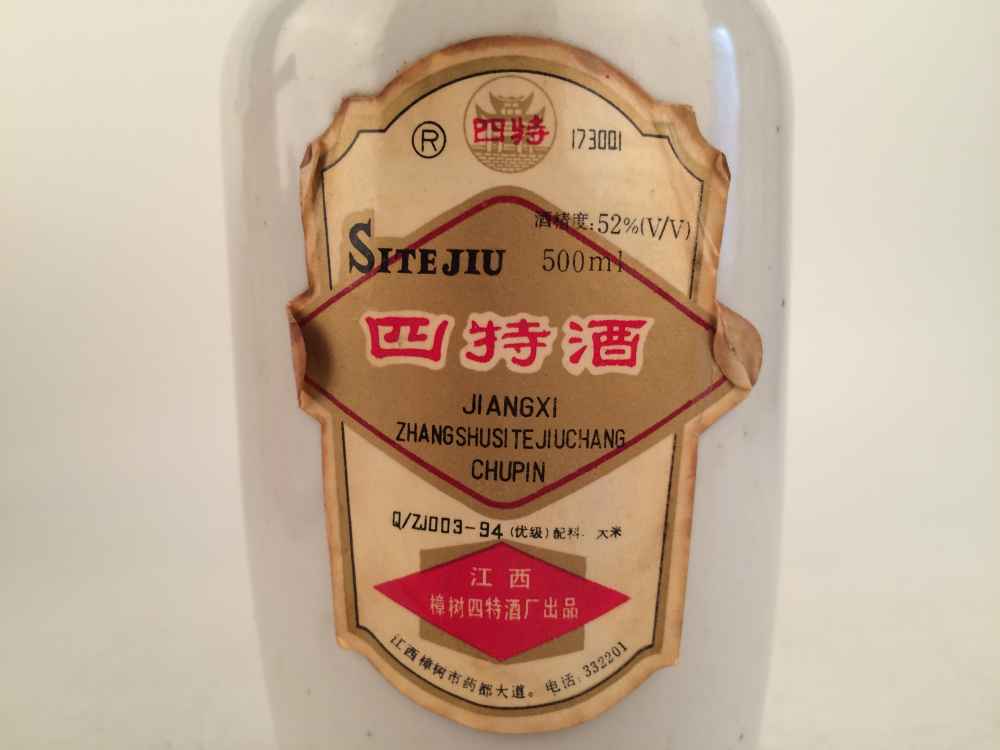 ® 四特 173001
酒精度:52%(V/V)
SITEJIU 500ml
四特酒
JIANGXI
ZHANGSHUSITEJIUCHANG
CHUPIN
Q/ZJ003-94 (优级) 配料: 大米
江西
樟树四特酒厂出品
江西樟树市药都大道。电话:332201